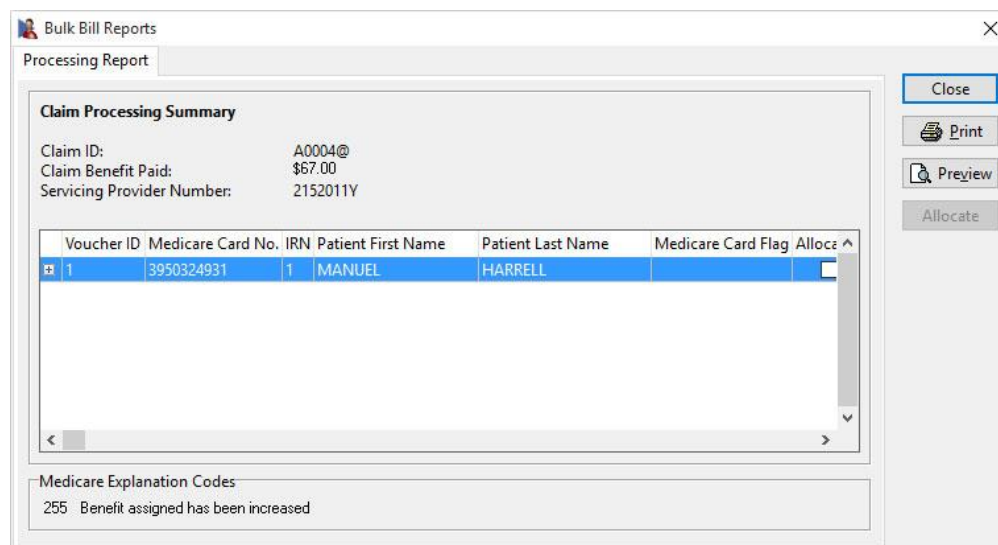 Bulk Bill Reports
Processing Report
Close
Print
Preview
Allocate
Claim Processing Summary
Claim ID: A0004@
Claim Benefit Paid: $67.00
Servicing Provider Number: 2152011Y
Voucher ID Medicare Card No. IRN Patient First Name Patient Last Name Medicare Card Flag Alloca
1 3950324931 1 MANUEL HARRELL
Medicare Explanation Codes
255 Benefit assigned has been increased